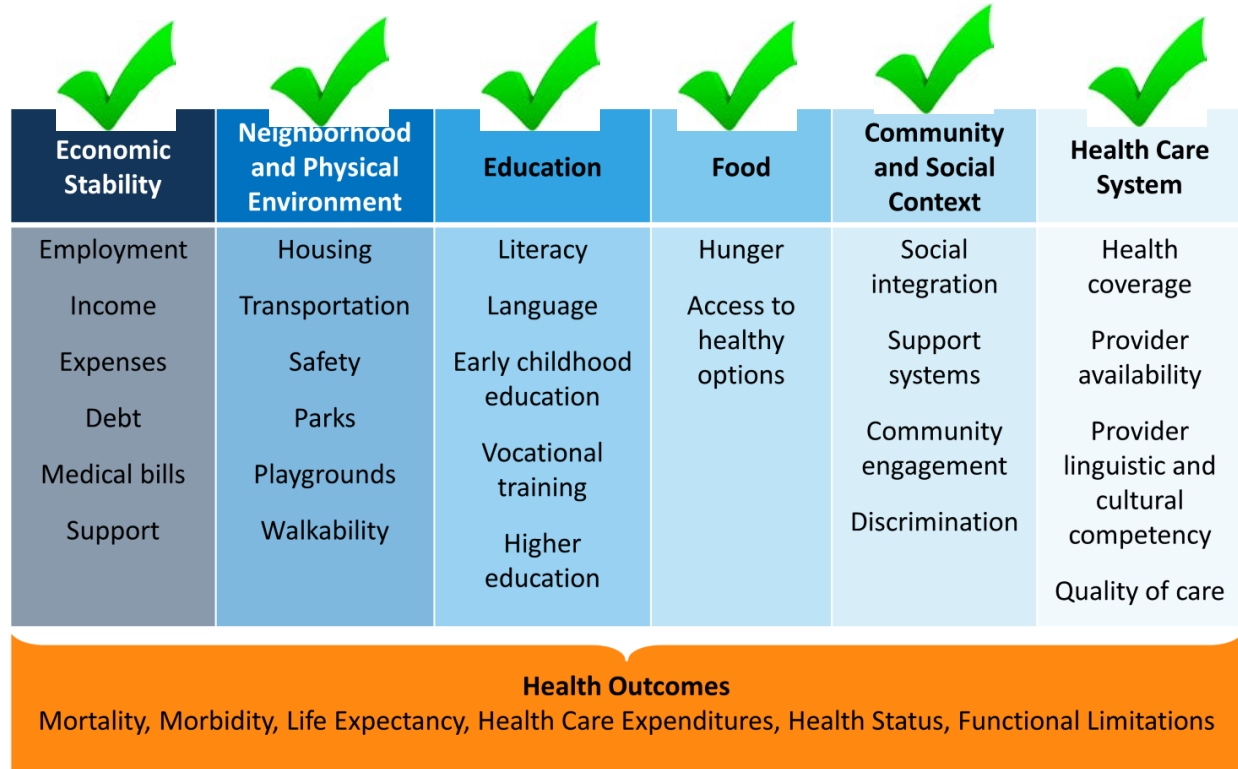 Economic
Stability
Neighborhood
and Physical
Environment
Education
Food
Community
and Social
Context
Health Care
System
Employment
Income
Expenses
Debt
Medical bills
Support
Housing
Transportation
Safety
Parks
Playgrounds
Walkability
Literacy
Language
Early childhood
education
Vocational
training
Higher
education
Hunger
Access to
healthy
options
Social
integration
Support
systems
Community
engagement
Discrimination
Health
coverage
Provider
availability
Provider
linguistic and
cultural
competency
Quality of care
Health Outcomes
Mortality, Morbidity, Life Expectancy, Health Care Expenditures, Health Status, Functional Limitations